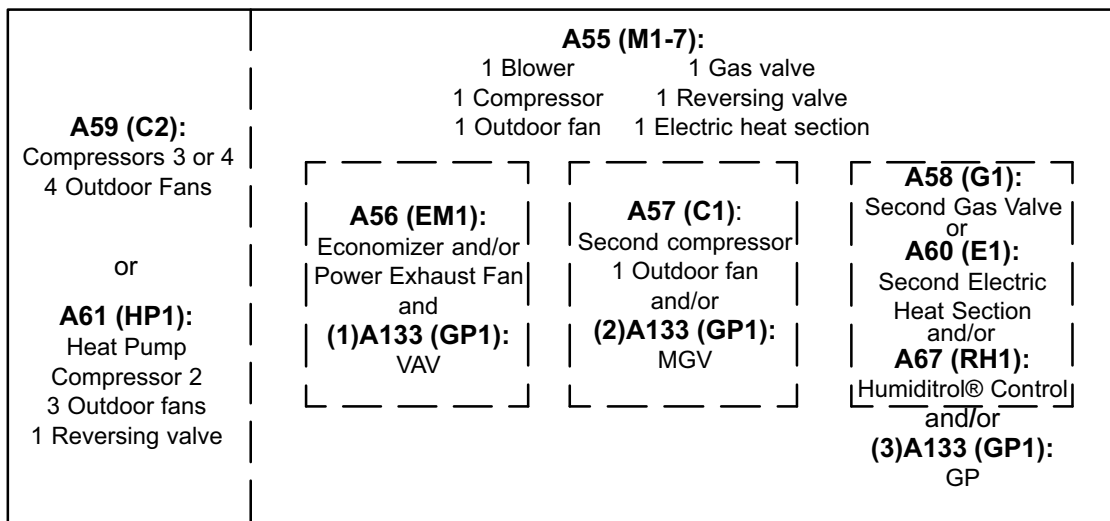 A55 (M1-7):
1 Blower 1 Gas valve
1 Compressor 1 Reversing valve
1 Outdoor fan 1 Electric heat section
A59 (C2):
Compressors 3 or 4
4 Outdoor Fans
or
A61 (HP1):
Heat Pump
Compressor 2
3 Outdoor fans
1 Reversing valve
A56 (EM1):
Economizer and/or
Power Exhaust Fan
and
(1)A133 (GP1):
VAV
A57 (C1):
Second compressor
1 Outdoor fan
and/or
(2)A133 (GP1):
MGV
A58 (G1):
Second Gas Valve
or
A60 (E1):
Second Electric
Heat Section
and/or
A67 (RH1):
Humiditrol® Control
and/or
(3)A133 (GP1):
GP